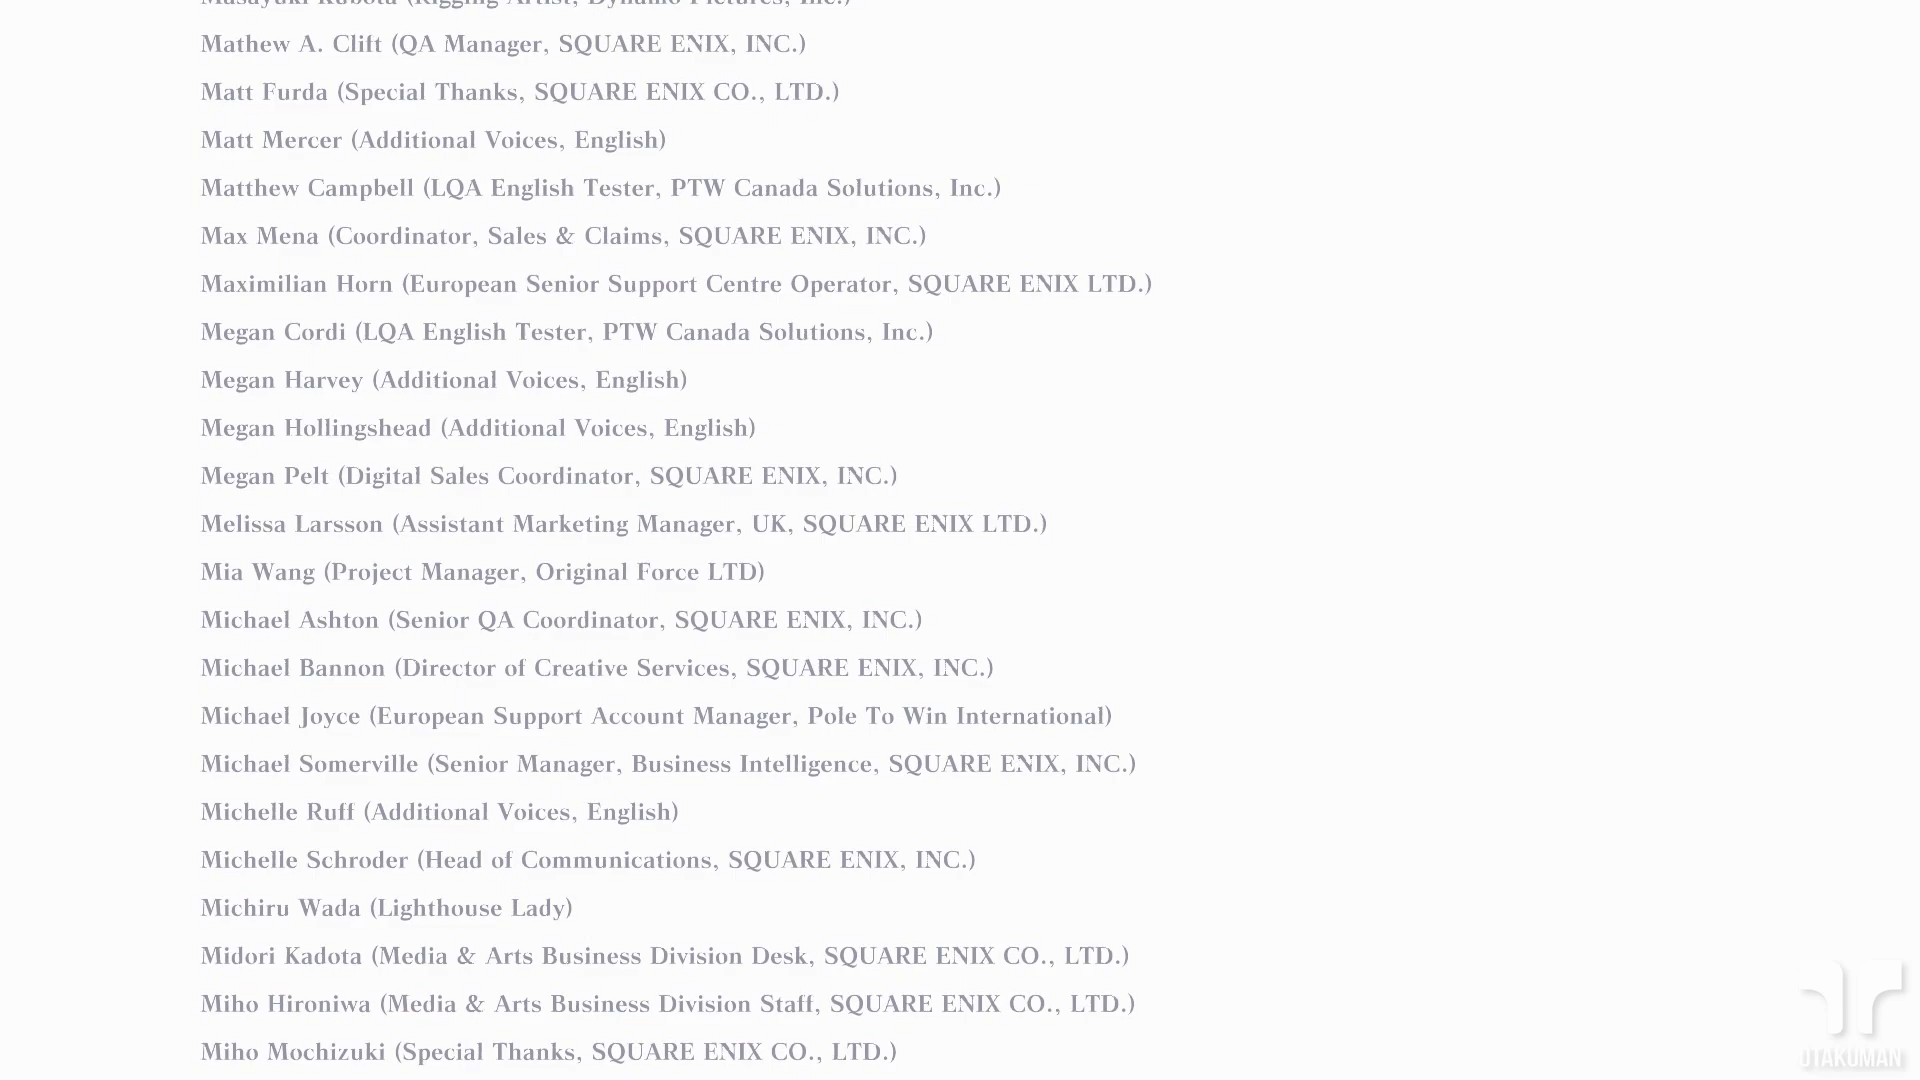 Masayuki Kubota (Rigging Artist, Dynamo Pictures, Inc.)
Mathew A. Clift (QA Manager, SQUARE ENIX, INC.)
Matt Furda (Special Thanks, SQUARE ENIX CO., LTD.)
Matt Mercer (Additional Voices, English)
Matthew Campbell (LQA English Tester, PTW Canada Solutions, Inc.)
Max Mena (Coordinator, Sales & Claims, SQUARE ENIX, INC.)
Maximilian Horn (European Senior Support Centre Operator, SQUARE ENIX LTD.)
Megan Cordi (LQA English Tester, PTW Canada Solutions, Inc.)
Megan Harvey (Additional Voices, English)
Megan Hollingshead (Additional Voices, English)
Megan Pelt (Digital Sales Coordinator, SQUARE ENIX, INC.)
Melissa Larsson (Assistant Marketing Manager, UK, SQUARE ENIX LTD.)
Mia Wang (Project Manager, Original Force LTD)
Michael Ashton (Senior QA Coordinator, SQUARE ENIX, INC.)
Michael Bannon (Director of Creative Services, SQUARE ENIX, INC.)
Michael Joyce (European Support Account Manager, Pole To Win International)
Michael Somerville (Senior Manager, Business Intelligence, SQUARE ENIX, INC.)
Michelle Ruff (Additional Voices, English)
Michelle Schroder (Head of Communications, SQUARE ENIX, INC.)
Michiru Wada (Lighthouse Lady)
Midori Kadota (Media & Arts Business Division Desk, SQUARE ENIX CO., LTD.)
Miho Hironiwa (Media & Arts Business Division Staff, SQUARE ENIX CO., LTD.)
Miho Mochizuki (Special Thanks, SQUARE ENIX CO., LTD.)
OTAKUMAN